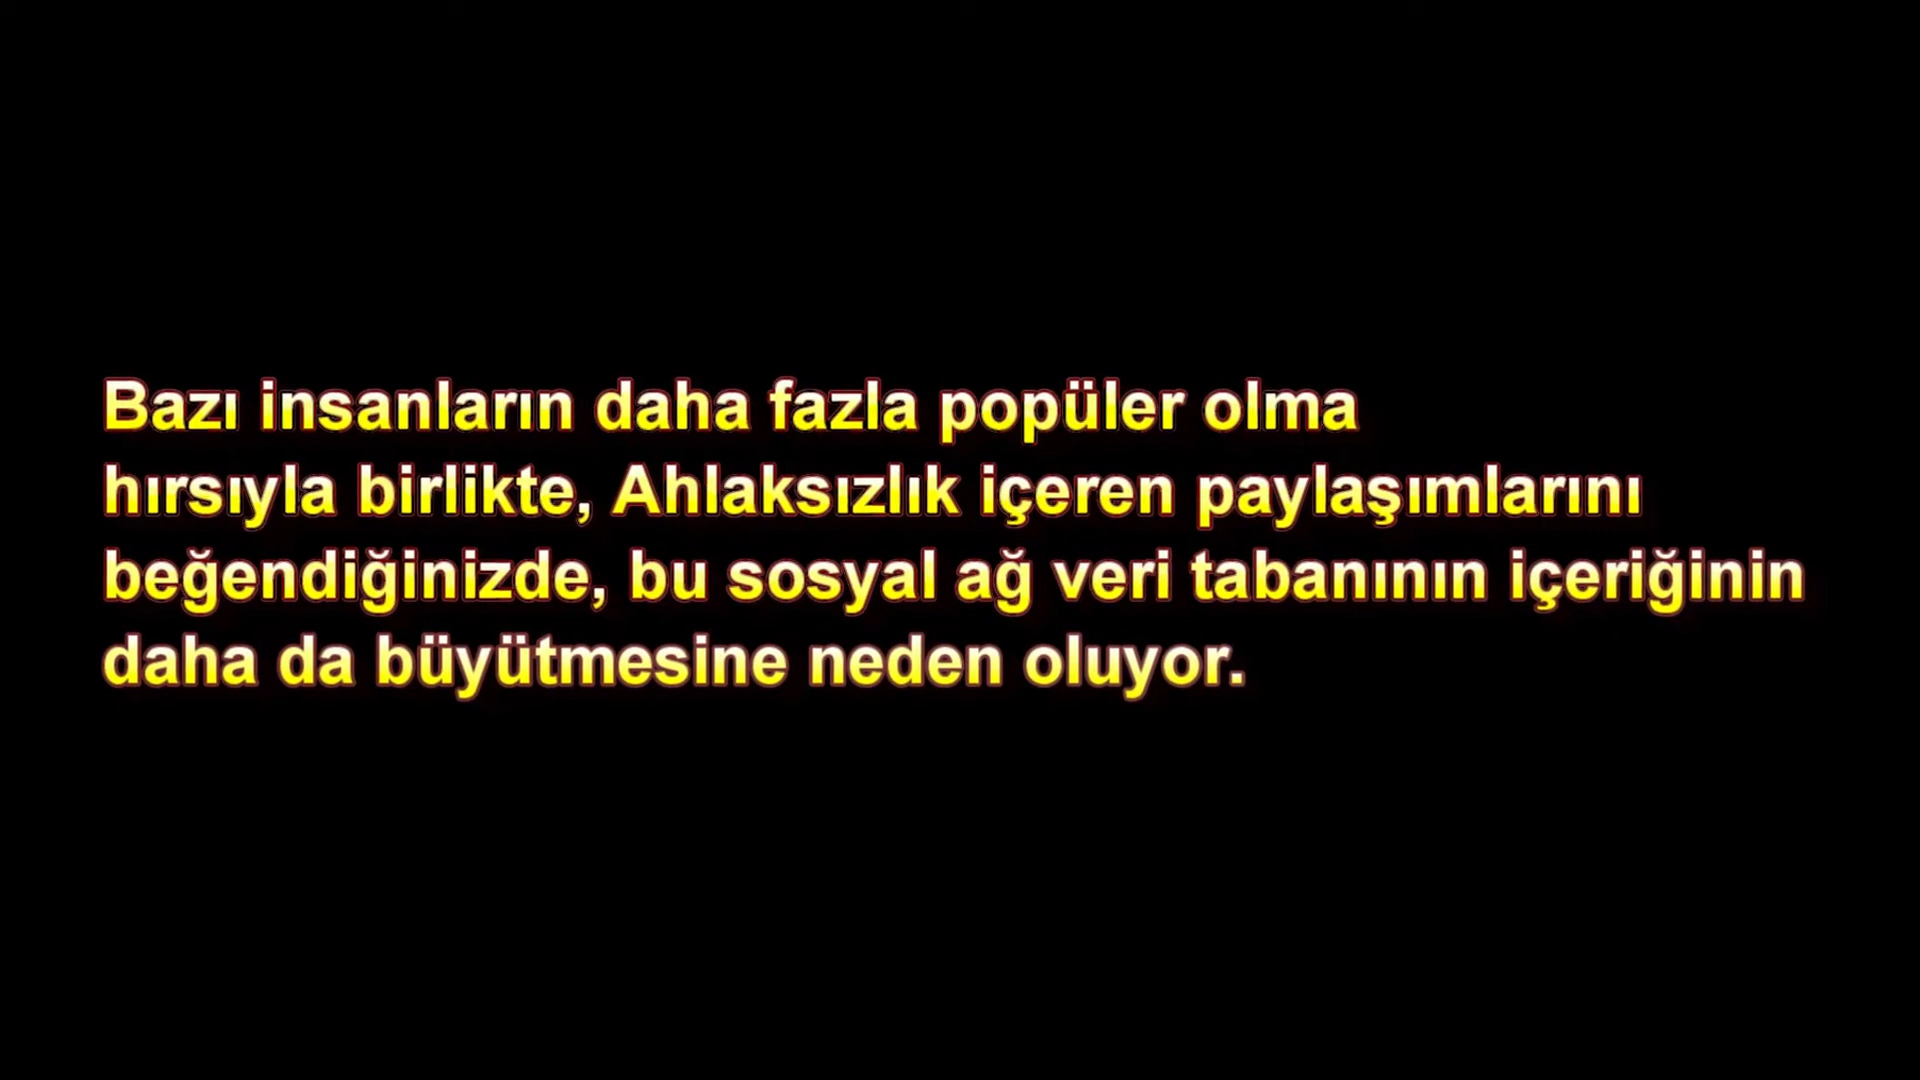 Bazı insanların daha fazla popüler olma
hırsıyla birlikte, Ahlaksızlık içeren paylaşımlarını
beğendiğinizde, bu sosyal ağ veri tabanının içeriğinin
daha da büyütmesine neden oluyor.